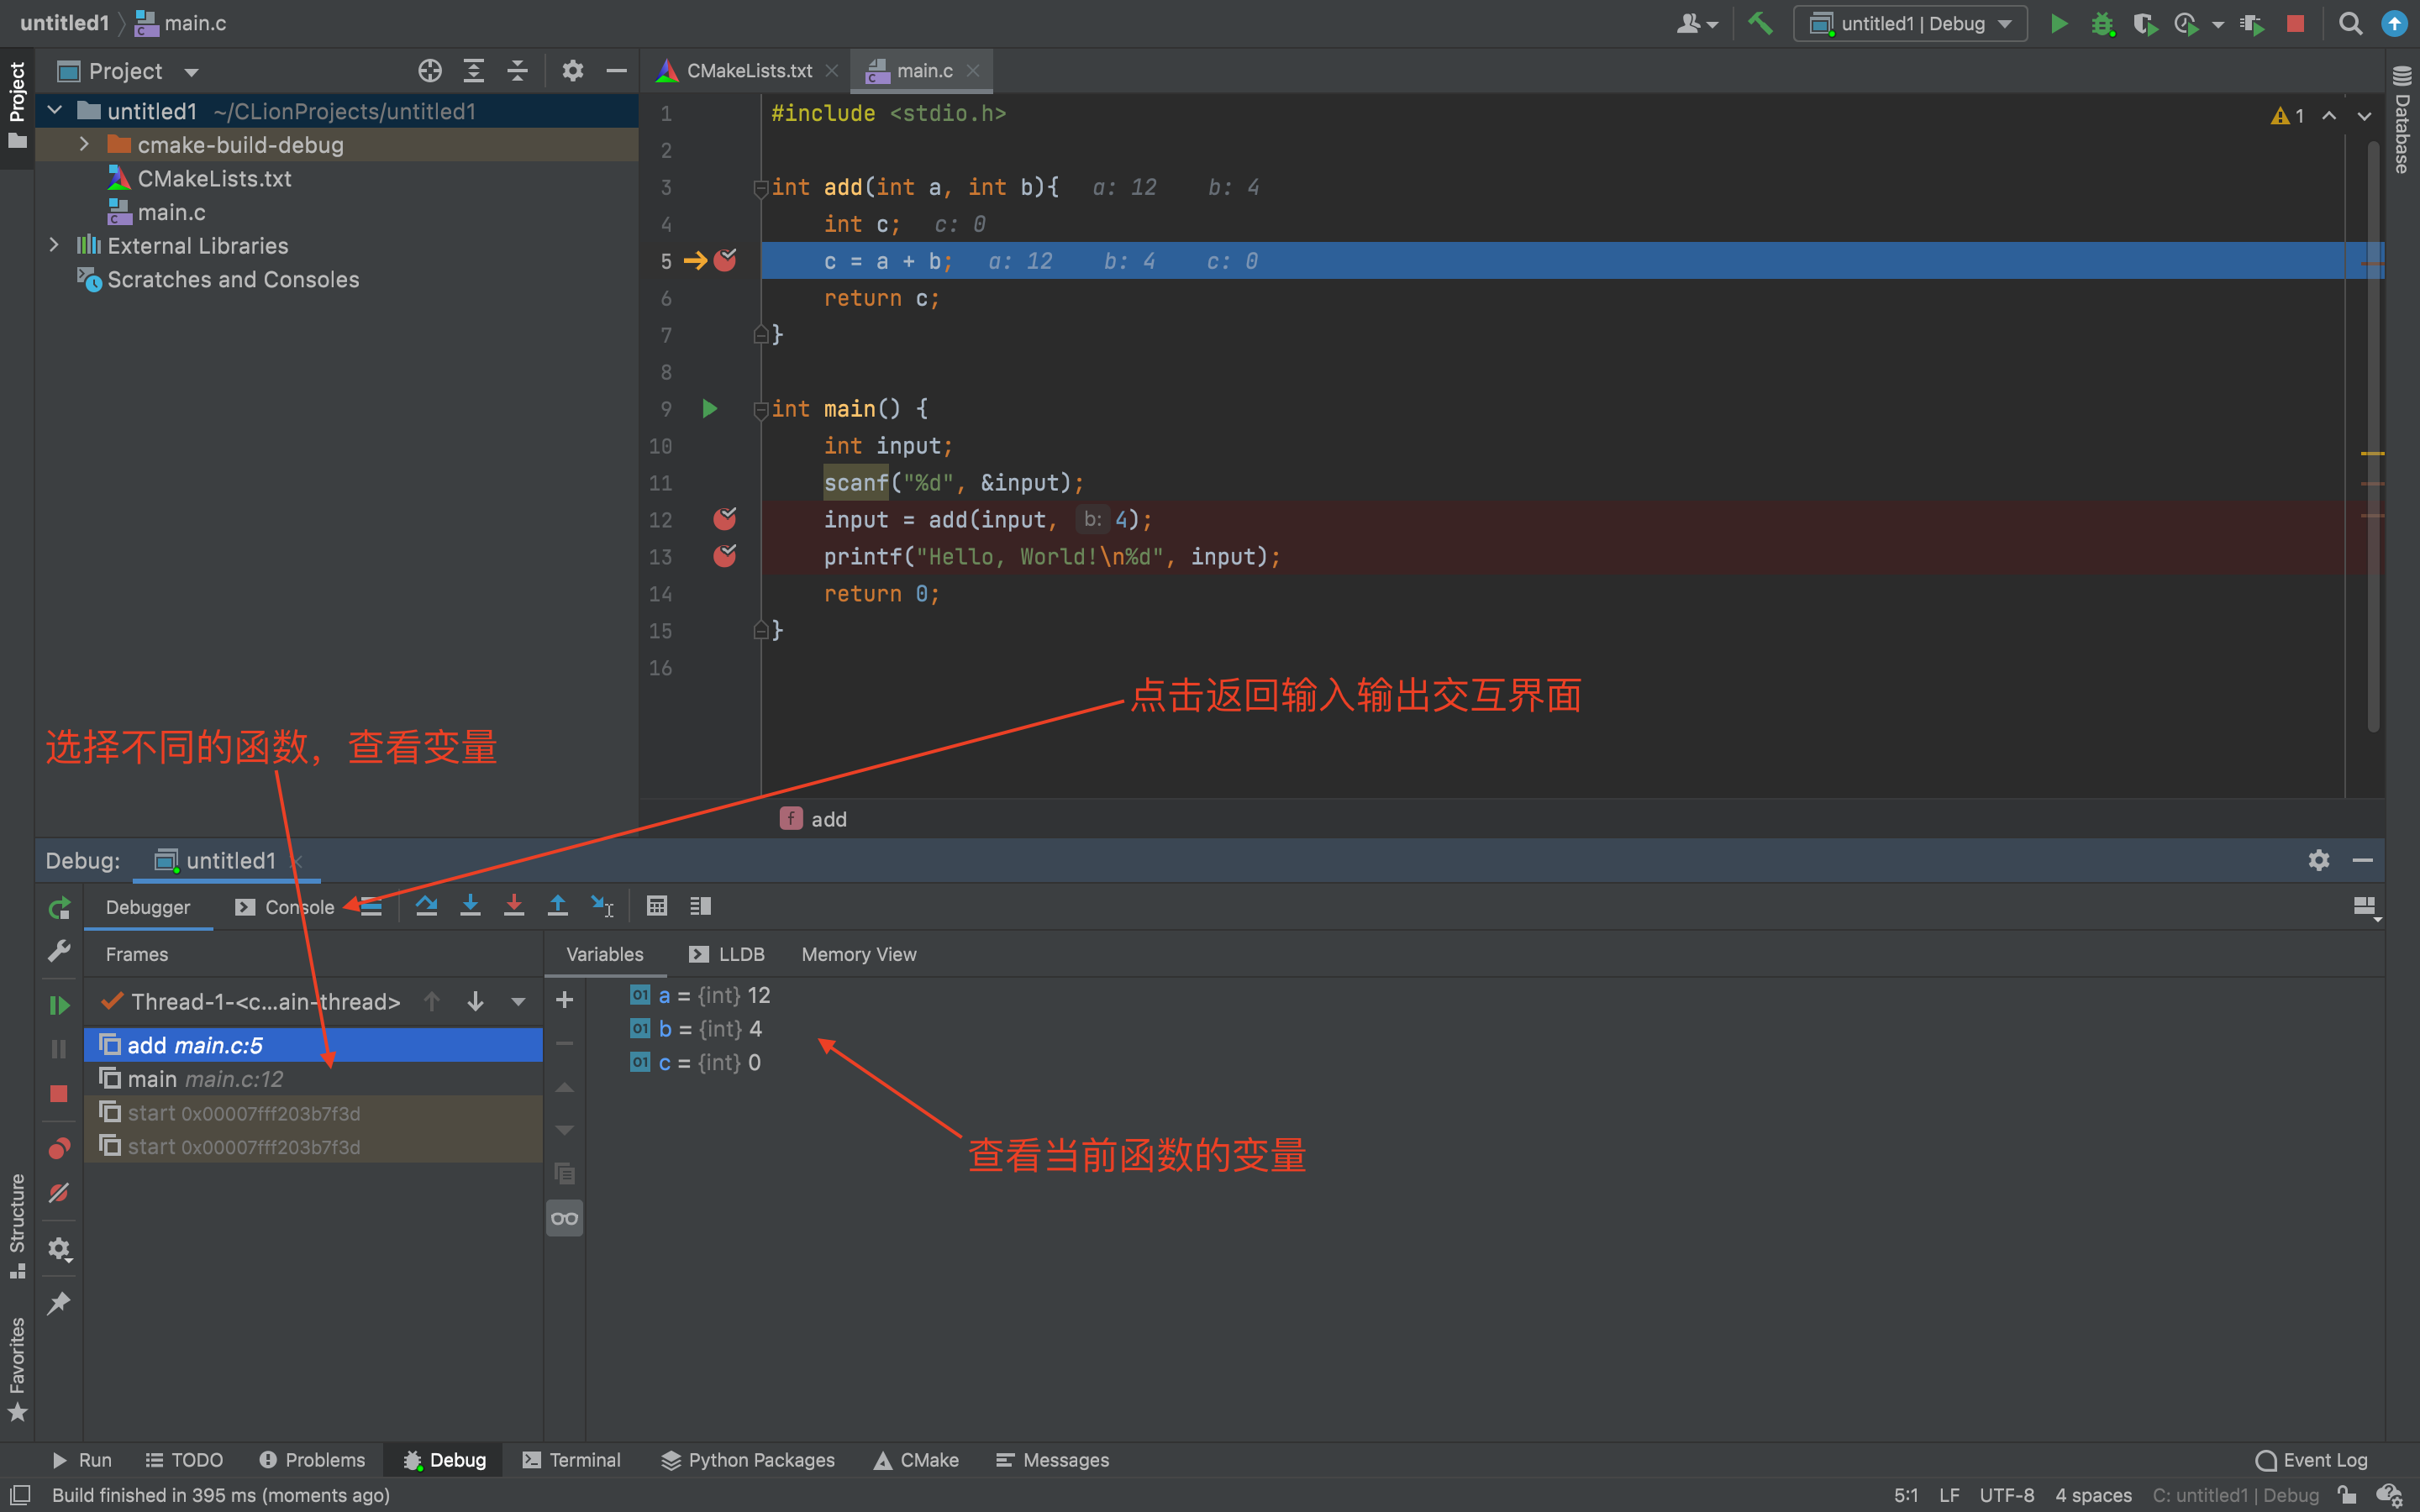 untitled1 main.c untitled1 | Debug
Project
Project CMakeLists.txt main.c
Database
untitled1 ~/CLionProjects/untitled1
cmake-build-debug
CMakeLists.txt
main.c
External Libraries
Scratches and Consoles
1
1 #include <stdio.h>
2
3 int add(int a, int b){ a: 12 b: 4
4 int c; c: 0
5 c = a + b; a: 12 b: 4 c: 0
6 return c;
7 }
8
9 int main() {
10 int input;
11 scanf("%d", &input);
12 input = add(input, b: 4);
13 printf("Hello, World!\n%d", input);
14 return 0;
15 }
16
点击返回输入输出交互界面
选择不同的函数，查看变量
f add
Debug: untitled1
Debugger Console
Frames Variables LLDB Memory View
Thread-1-<c...ain-thread>
add main.c:5
main main.c:12
start 0x00007fff203b7f3d
start 0x00007fff203b7f3d
01 a = {int} 12
01 b = {int} 4
01 c = {int} 0
查看当前函数的变量
Structure
Favorites
Run TODO Problems Debug Terminal Python Packages CMake Messages Event Log
Build finished in 395 ms (moments ago) 5:1 LF UTF-8 4 spaces C: untitled1 | Debug